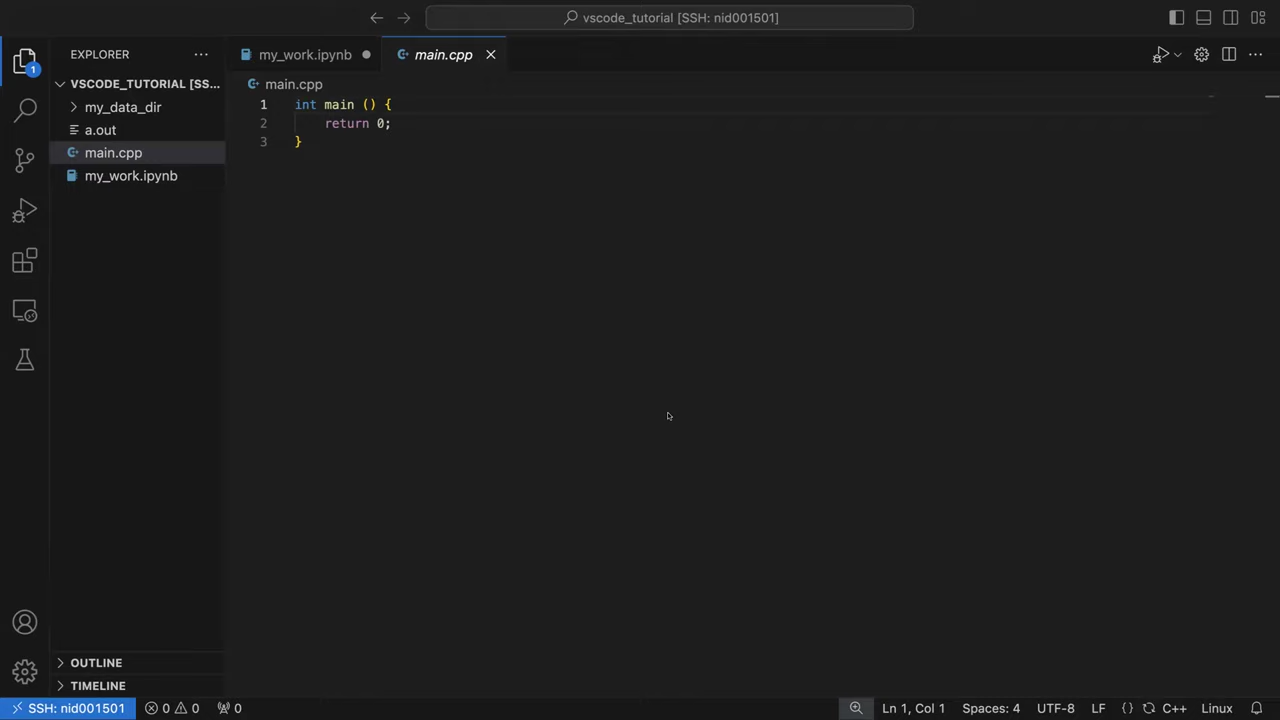 vscode_tutorial [SSH: nid001501]
EXPLORER
my_work.ipynb
main.cpp
1
VSCODE_TUTORIAL [SS...
my_data_dir
a.out
main.cpp
my_work.ipynb
main.cpp
1 int main () {
2 return 0;
3 }
OUTLINE
TIMELINE
SSH: nid001501
0
0
0
Ln 1, Col 1
Spaces: 4
UTF-8
LF
{}
C++
Linux